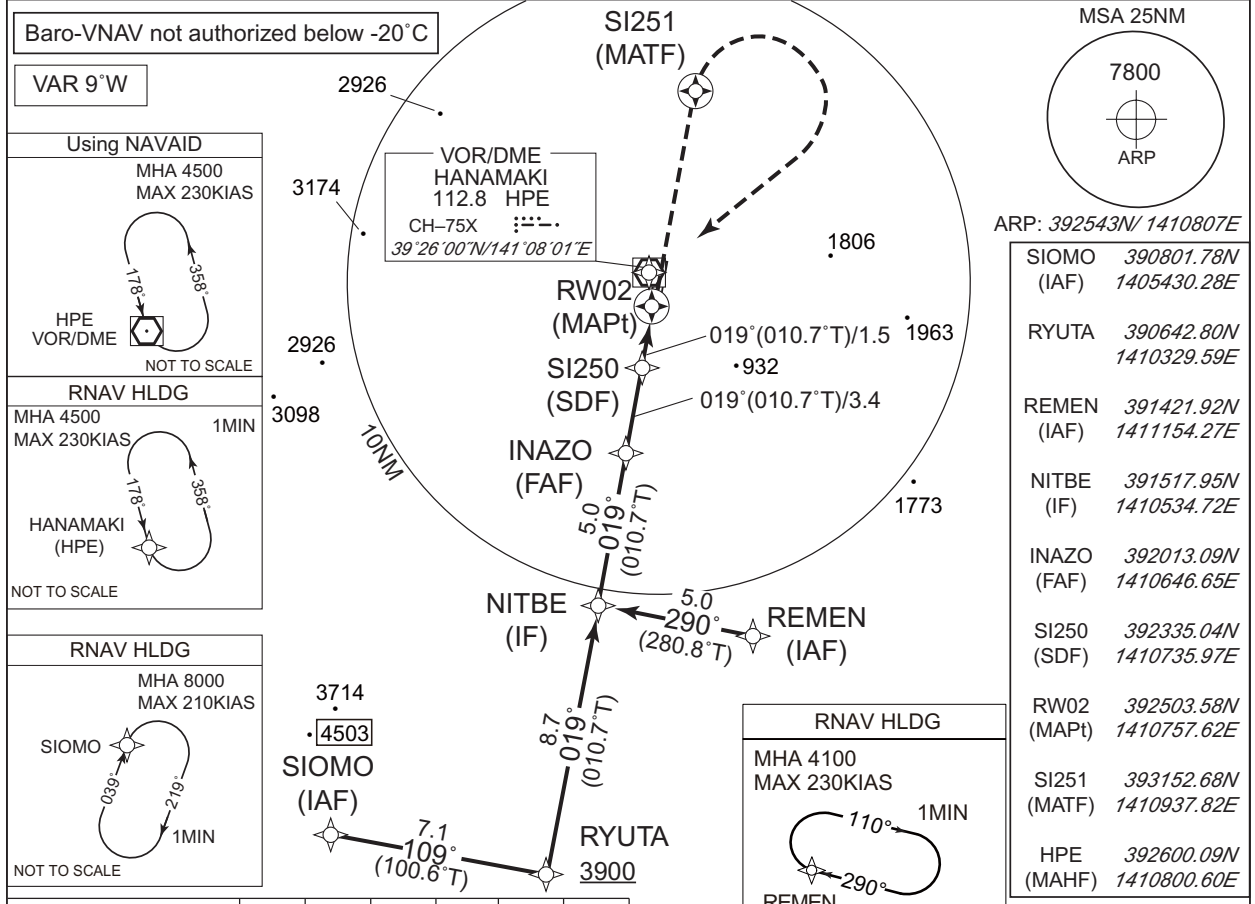 Baro-VNAV not authorized below -20˚C
VAR 9˚W
Using NAVAID
MHA 4500
MAX 230KIAS
178˚
358˚
HPE
VOR/DME
NOT TO SCALE
RNAV HLDG
MHA 4500
MAX 230KIAS
1MIN
178˚
358˚
HANAMAKI
(HPE)
NOT TO SCALE
RNAV HLDG
MHA 8000
MAX 210KIAS
SIOMO
039˚
219˚
1MIN
NOT TO SCALE
2926
3174
2926
3098
3714
4503
1806
1963
932
1773
10NM
SI251
(MATF)
VOR/DME
HANAMAKI
112.8 HPE
CH–75X
39˚26´00˝N/141˚08´01˝E
RW02
(MAPt)
019˚(010.7˚T)/1.5
SI250
(SDF)
019˚(010.7˚T)/3.4
INAZO
(FAF)
5.0
019˚
(010.7˚T)
NITBE
(IF)
5.0
290˚
(280.8˚T)
REMEN
(IAF)
8.7
019˚
(010.7˚T)
SIOMO
(IAF)
7.1
109˚
(100.6˚T)
RYUTA
3900
RNAV HLDG
MHA 4100
MAX 230KIAS
1MIN
110˚
290˚
REMEN
MSA 25NM
7800
ARP
ARP: 392543N/ 1410807E
SIOMO 390801.78N
(IAF) 1405430.28E
RYUTA 390642.80N
1410329.59E
REMEN 391421.92N
(IAF) 1411154.27E
NITBE 391517.95N
(IF) 1410534.72E
INAZO 392013.09N
(FAF) 1410646.65E
SI250 392335.04N
(SDF) 1410735.97E
RW02 392503.58N
(MAPt) 1410757.62E
SI251 393152.68N
(MATF) 1410937.82E
HPE 392600.09N
(MAHF) 1410800.60E